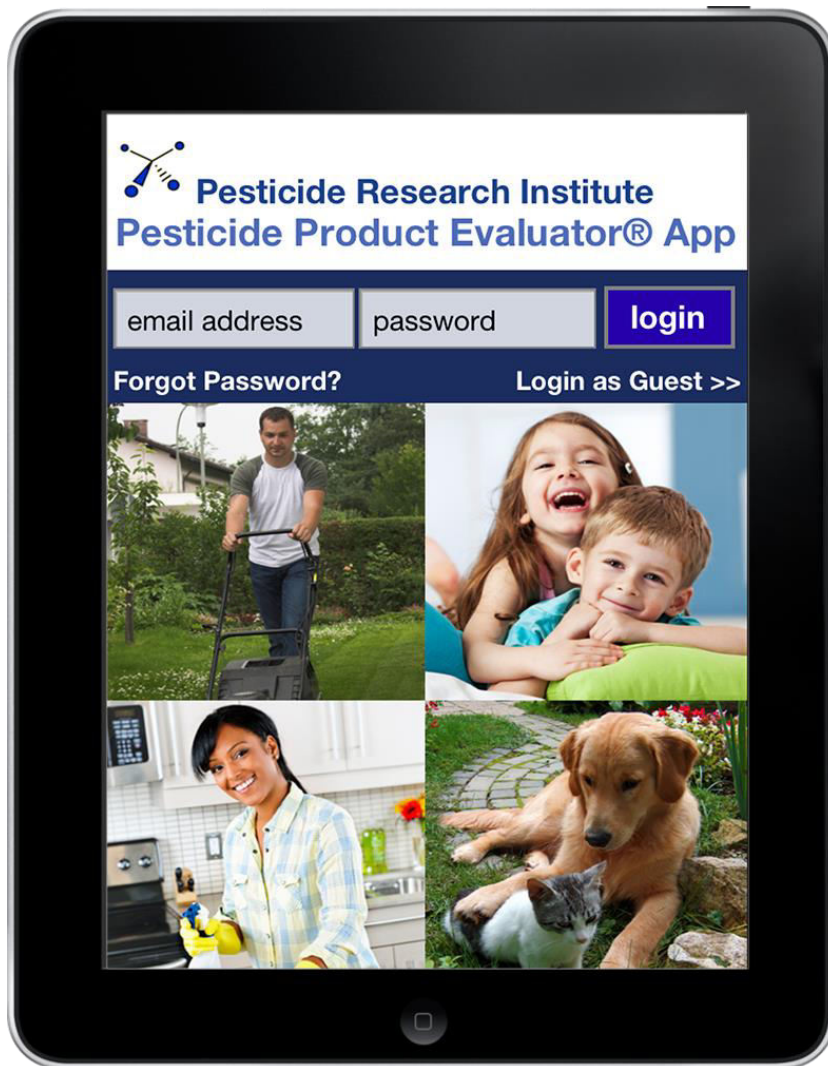 Pesticide Research Institute
Pesticide Product Evaluator® App
email address password login
Forgot Password? Login as Guest >>